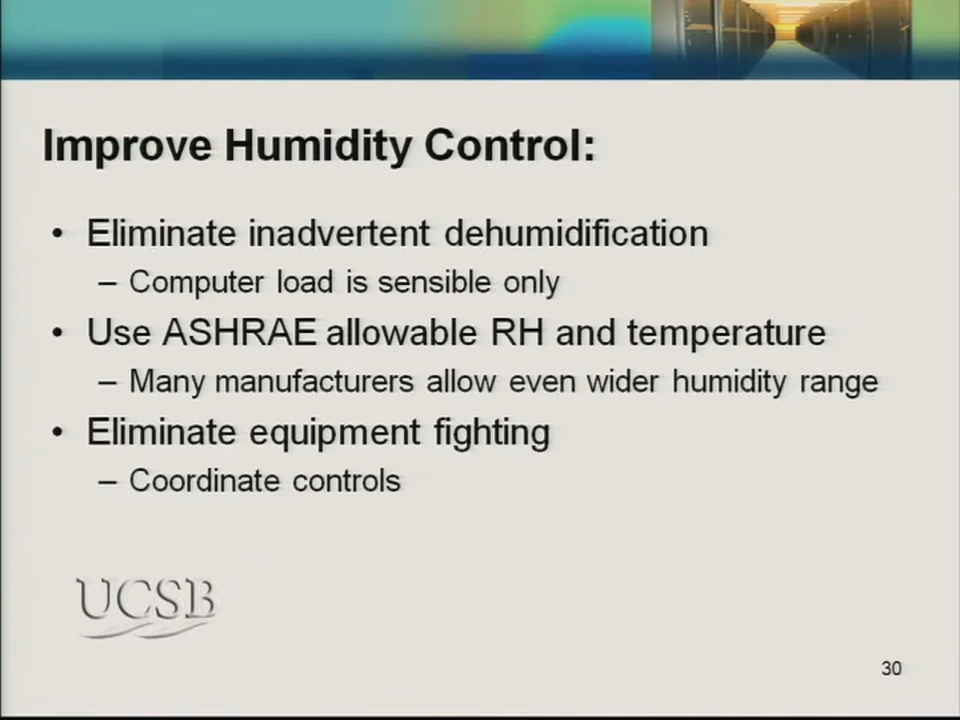 Improve Humidity Control:
• Eliminate inadvertent dehumidification
– Computer load is sensible only
• Use ASHRAE allowable RH and temperature
– Many manufacturers allow even wider humidity range
• Eliminate equipment fighting
– Coordinate controls
UCSB
30